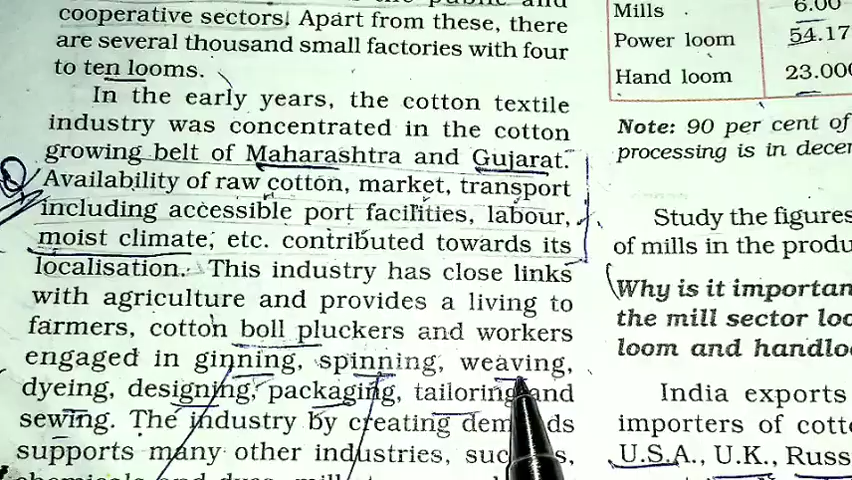 the public and
cooperative sectors. Apart from these, there
are several thousand small factories with four
to ten looms.
In the early years, the cotton textile
industry was concentrated in the cotton
growing belt of Maharashtra and Gujarat.
Availability of raw cotton, market, transport
including accessible port facilities, labour,
moist climate, etc. contributed towards its
localisation. This industry has close links
with agriculture and provides a living to
farmers, cotton boll pluckers and workers
engaged in ginning, spinning, weaving,
dyeing, designing, packaging, tailoring and
sewing. The industry by creating demands
supports many other industries, such
Mills 6.00
Power loom 54.17
Hand loom 23.000
Note: 90 per cent of
processing is in decen
Study the figures
of mills in the produ
Why is it importan
the mill sector loo
loom and handloo
India exports
importers of cotto
U.S.A., U.K., Russ